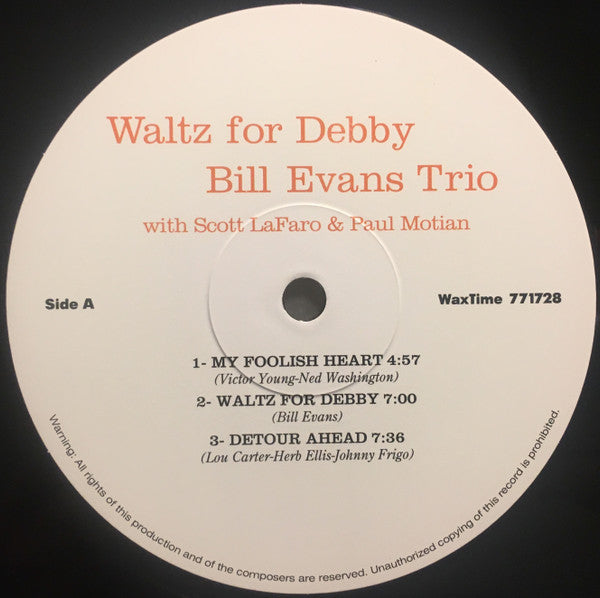 Waltz for Debby
Bill Evans Trio
with Scott LaFaro & Paul Motian
Side A
WaxTime 771728
1- MY FOOLISH HEART 4:57
(Victor Young-Ned Washington)
2- WALTZ FOR DEBBY 7:00
(Bill Evans)
3- DETOUR AHEAD 7:36
(Lou Carter-Herb Ellis-Johnny Frigo)
Warning: All rights of this production and of the composers are reserved. Unauthorized copying of this record is prohibited.